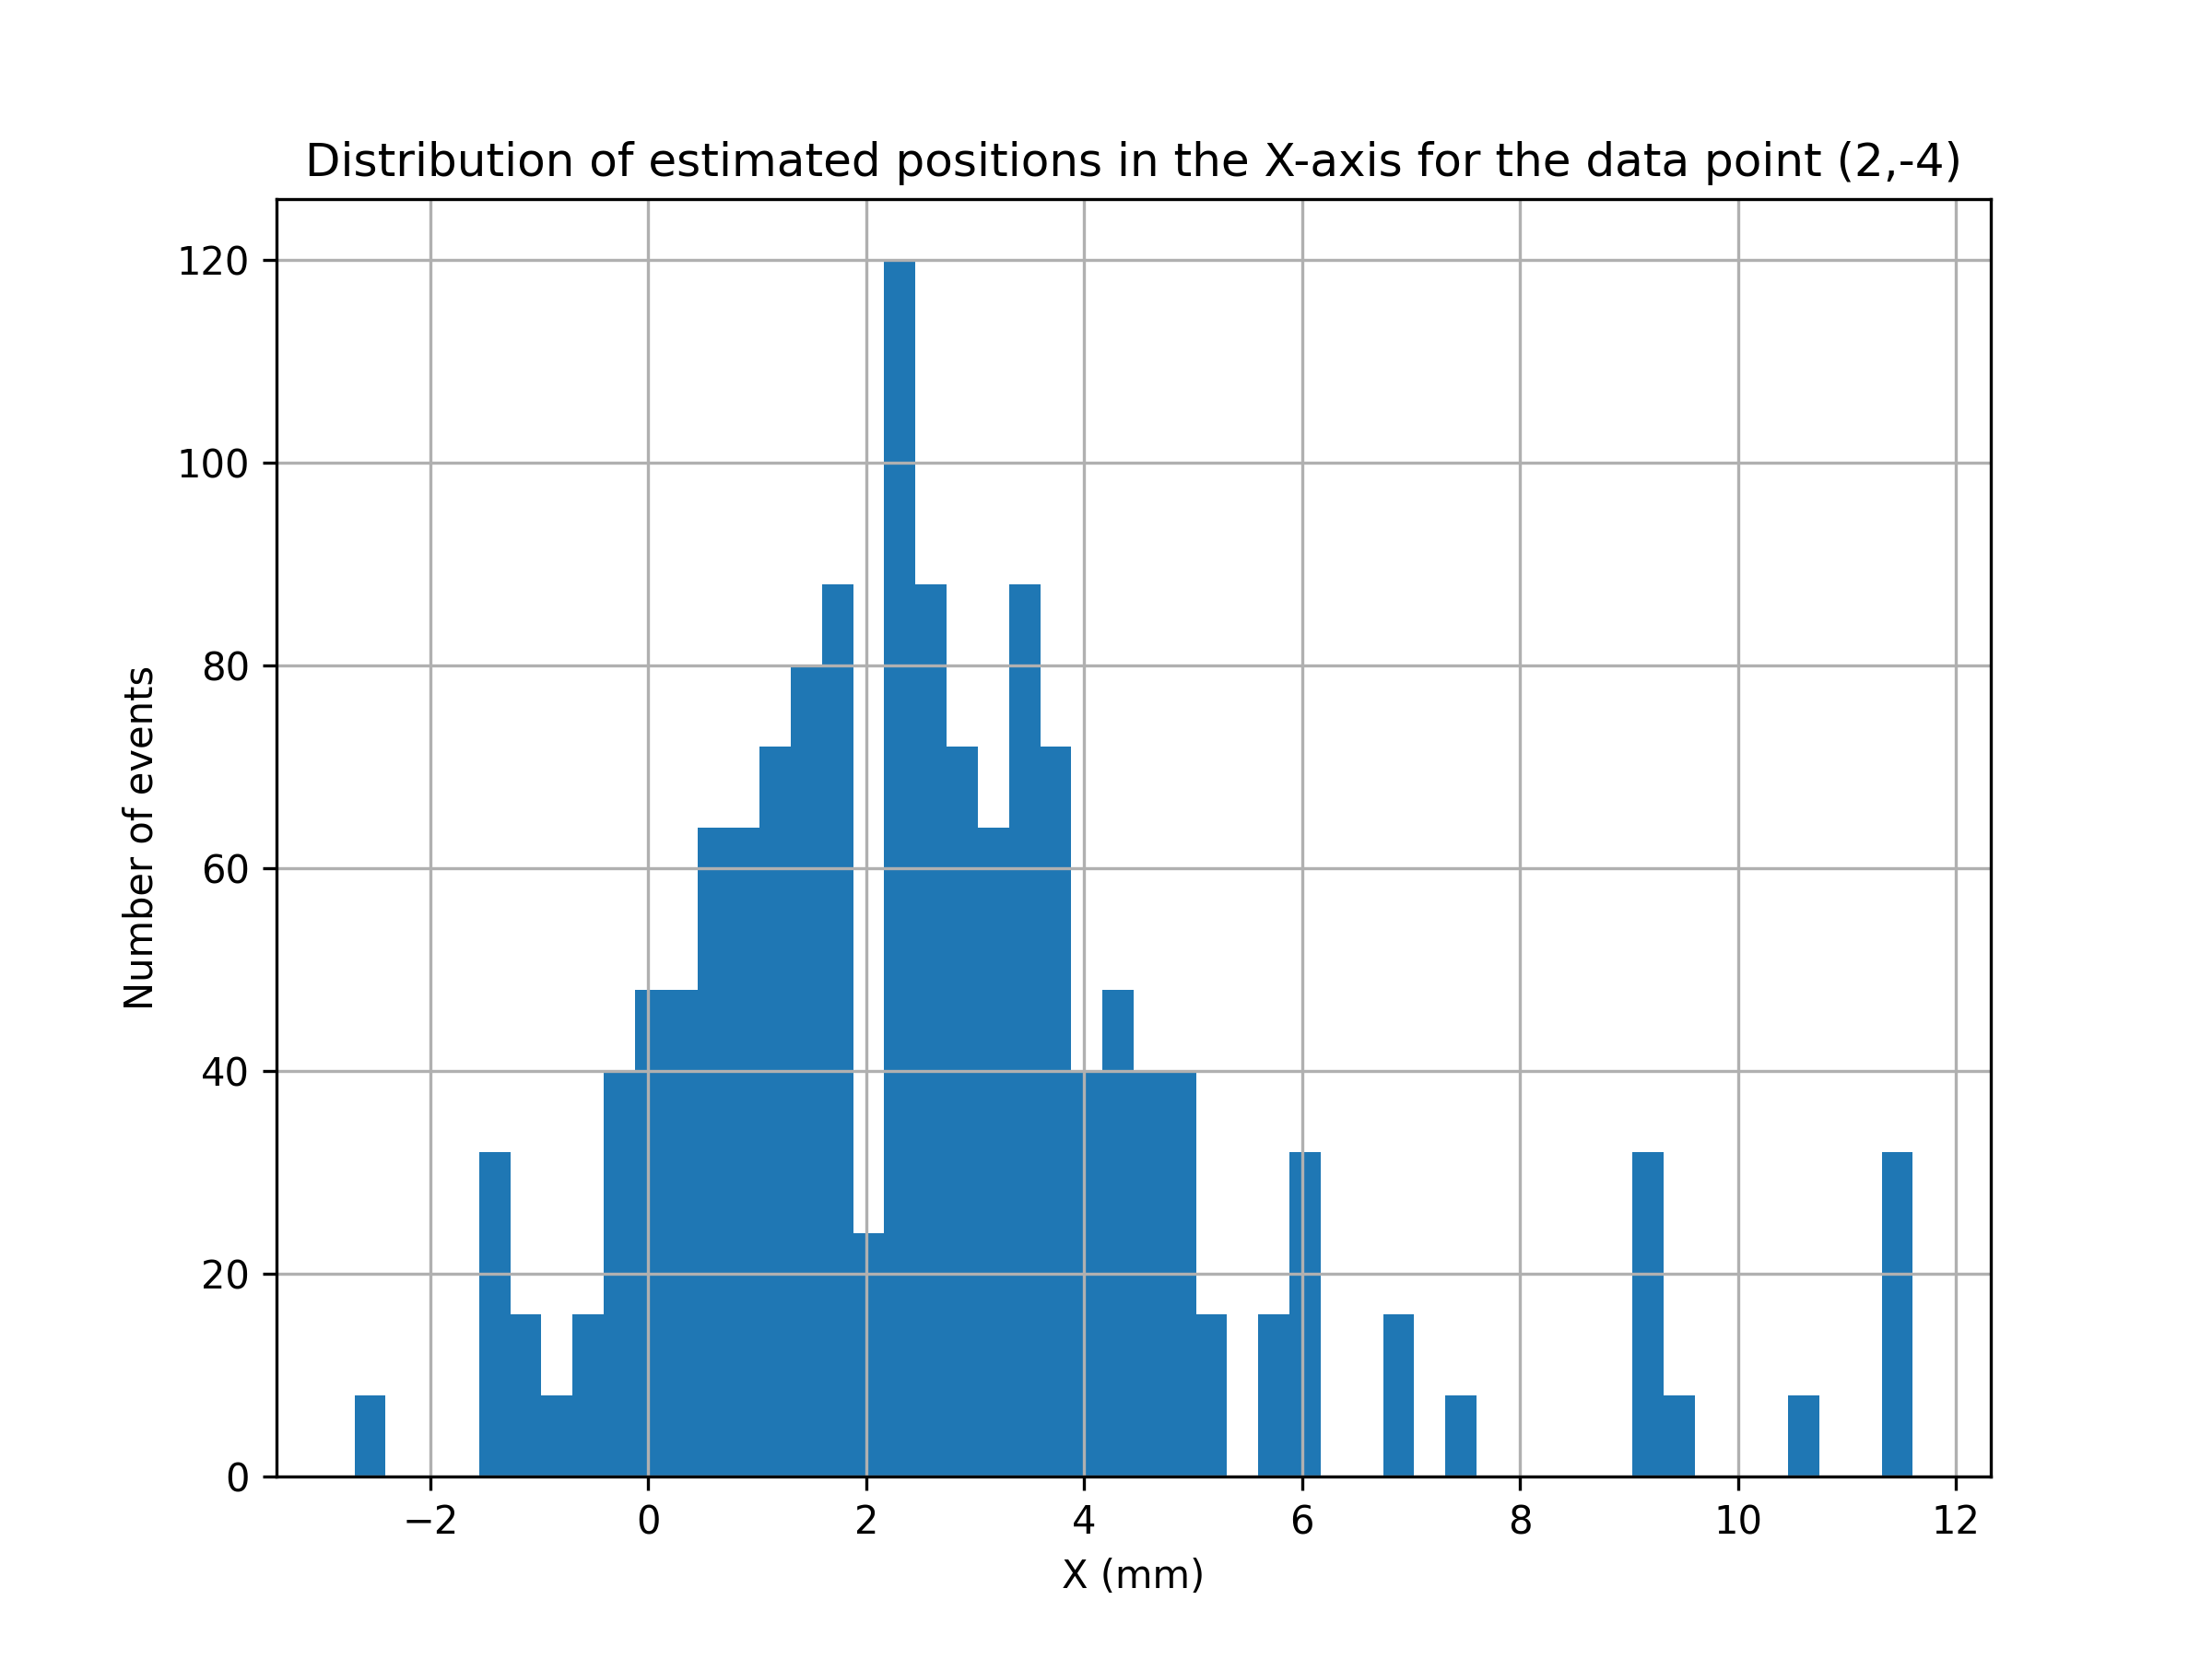 Distribution of estimated positions in the X-axis for the data point (2,-4)
120
100
80
60
40
20
0
Number of events
−2 0 2 4 6 8 10 12
X (mm)